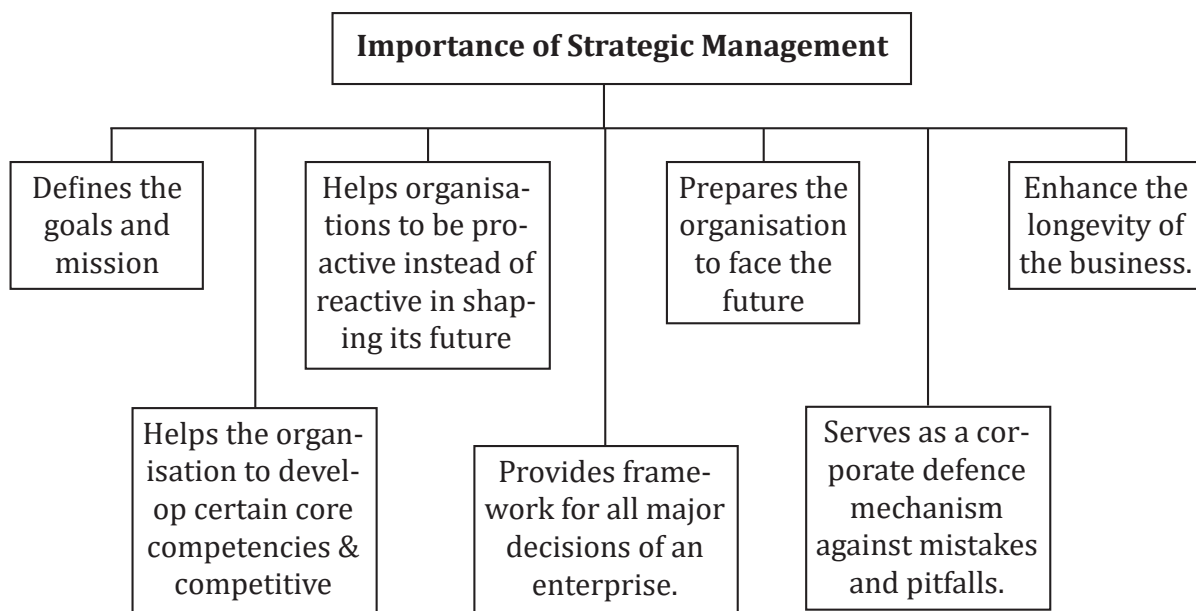 Importance of Strategic Management
Defines the
goals and
mission
Helps organisa-
tions to be pro-
active instead of
reactive in shap-
ing its future
Prepares the
organisation
to face the
future
Enhance the
longevity of
the business.
Helps the organ-
isation to devel-
op certain core
competencies &
competitive
Provides frame-
work for all major
decisions of an
enterprise.
Serves as a cor-
porate defence
mechanism
against mistakes
and pitfalls.